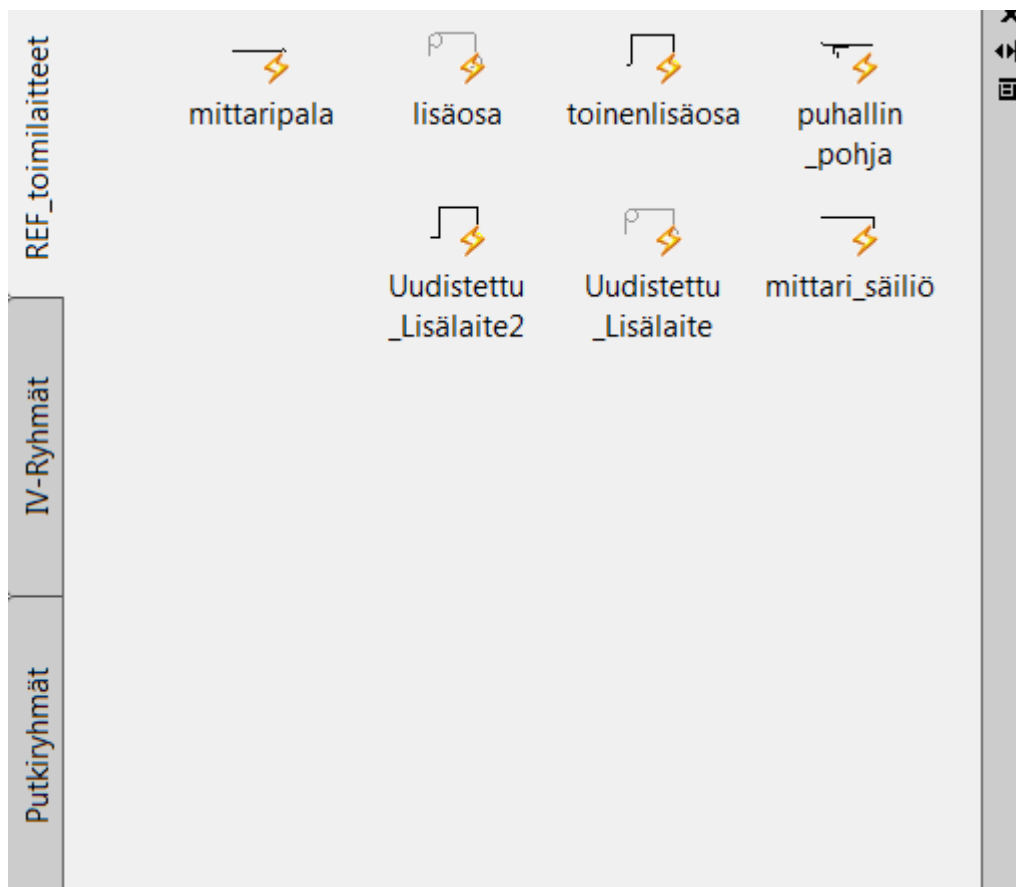 REF_toimilaitteet
IV-Ryhmät
Putkiryhmät
mittaripala
lisäosa
toinenlisäosa
puhallin
_pohja
Uudistettu
_Lisälaite2
Uudistettu
_Lisälaite
mittari_säiliö